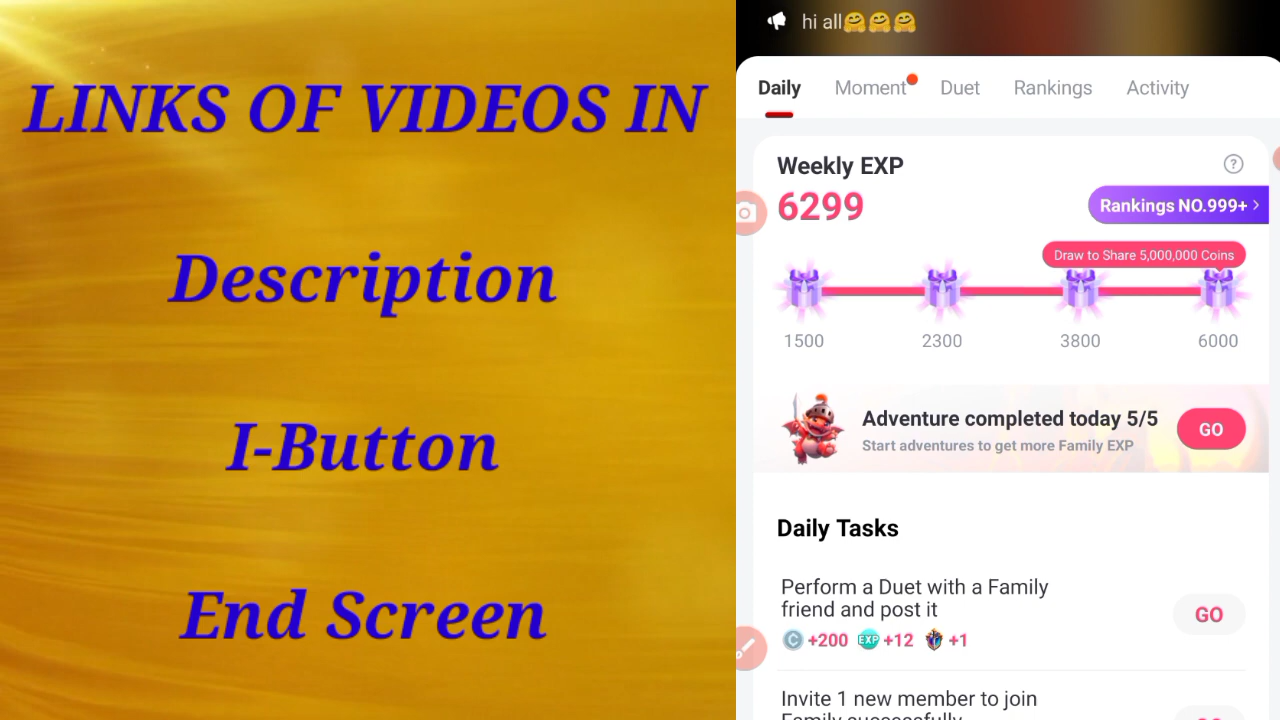 LINKS OF VIDEOS IN
Description
I-Button
End Screen
hi all🤗🤗🤗
Daily Moment Duet Rankings Activity
Weekly EXP
?
6299
Rankings NO.999+ >
Draw to Share 5,000,000 Coins
1500 2300 3800 6000
Adventure completed today 5/5
Start adventures to get more Family EXP
GO
Daily Tasks
Perform a Duet with a Family
friend and post it
GO
C +200 EXP +12 +1
Invite 1 new member to join
Family successfully